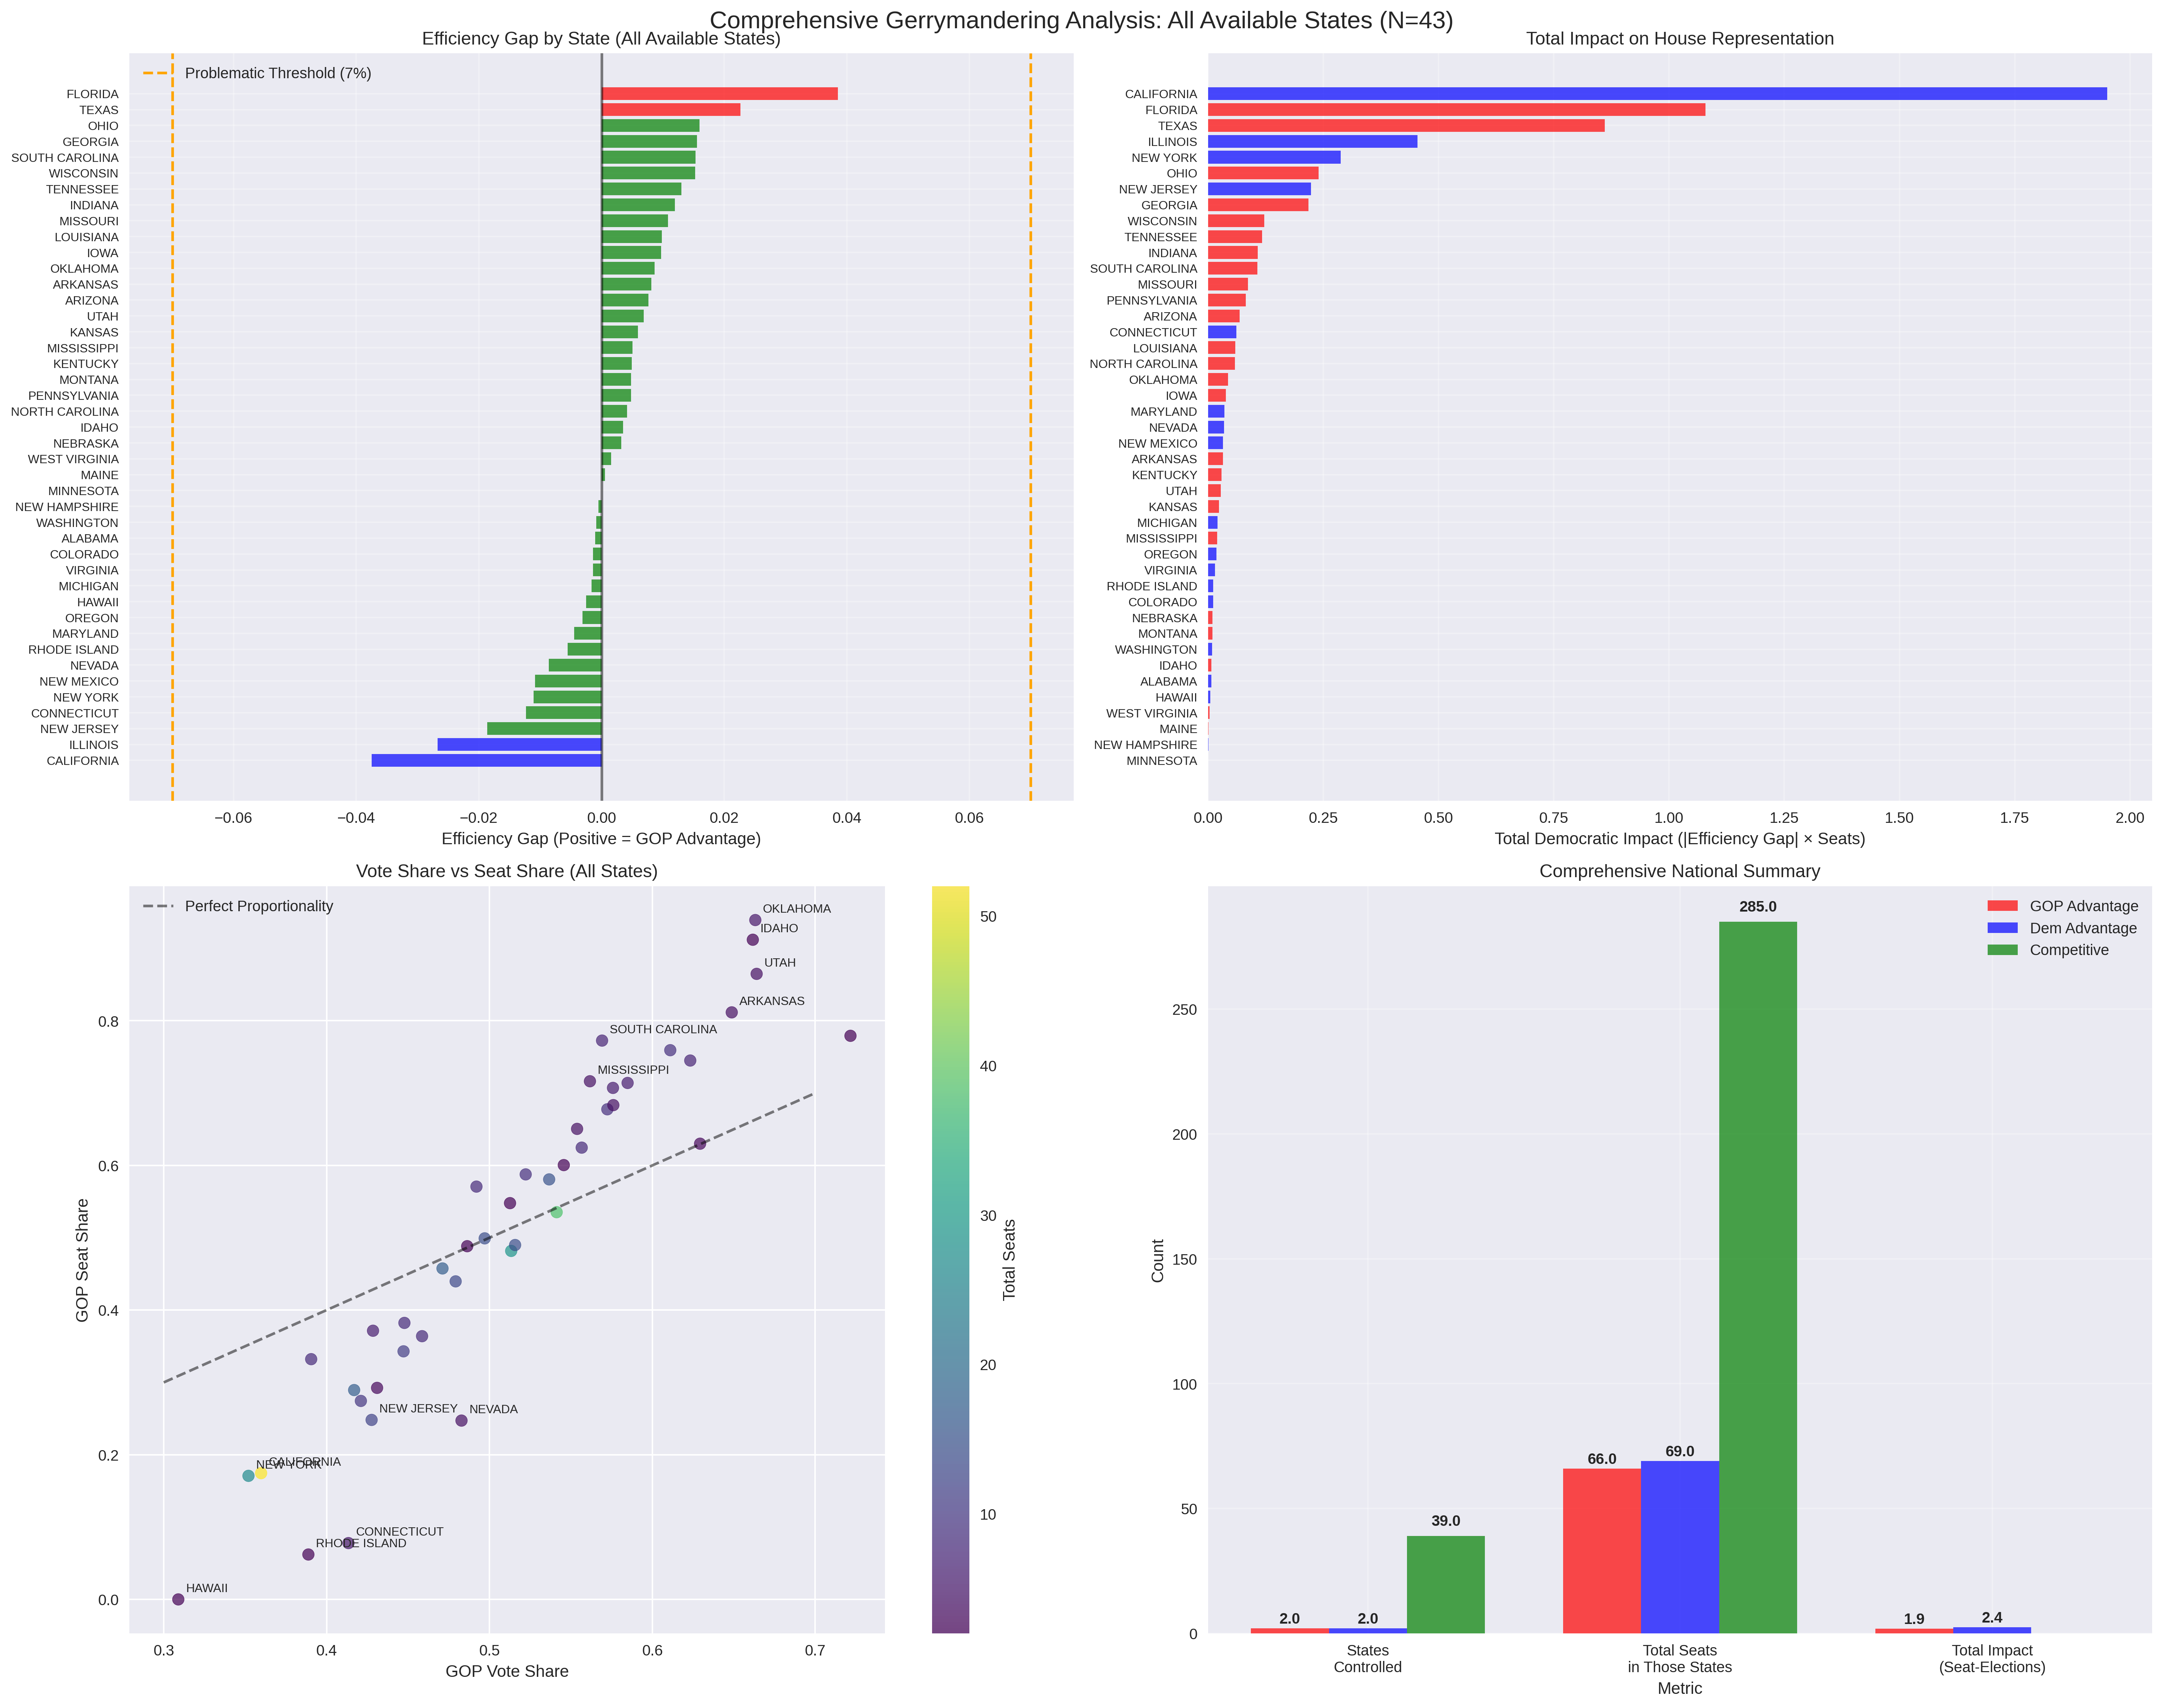 Comprehensive Gerrymandering Analysis: All Available States (N=43)
Efficiency Gap by State (All Available States)
Problematic Threshold (7%)
FLORIDA
TEXAS
OHIO
GEORGIA
SOUTH CAROLINA
WISCONSIN
TENNESSEE
INDIANA
MISSOURI
LOUISIANA
IOWA
OKLAHOMA
ARKANSAS
ARIZONA
UTAH
KANSAS
MISSISSIPPI
KENTUCKY
MONTANA
PENNSYLVANIA
NORTH CAROLINA
IDAHO
NEBRASKA
WEST VIRGINIA
MAINE
MINNESOTA
NEW HAMPSHIRE
WASHINGTON
ALABAMA
COLORADO
VIRGINIA
MICHIGAN
HAWAII
OREGON
MARYLAND
RHODE ISLAND
NEVADA
NEW MEXICO
NEW YORK
CONNECTICUT
NEW JERSEY
ILLINOIS
CALIFORNIA
−0.06 −0.04 −0.02 0.00 0.02 0.04 0.06
Efficiency Gap (Positive = GOP Advantage)
Total Impact on House Representation
CALIFORNIA
FLORIDA
TEXAS
ILLINOIS
NEW YORK
OHIO
NEW JERSEY
GEORGIA
WISCONSIN
TENNESSEE
INDIANA
SOUTH CAROLINA
MISSOURI
PENNSYLVANIA
ARIZONA
CONNECTICUT
LOUISIANA
NORTH CAROLINA
OKLAHOMA
IOWA
MARYLAND
NEVADA
NEW MEXICO
ARKANSAS
KENTUCKY
UTAH
KANSAS
MICHIGAN
MISSISSIPPI
OREGON
VIRGINIA
RHODE ISLAND
COLORADO
NEBRASKA
MONTANA
WASHINGTON
IDAHO
ALABAMA
HAWAII
WEST VIRGINIA
MAINE
NEW HAMPSHIRE
MINNESOTA
0.00 0.25 0.50 0.75 1.00 1.25 1.50 1.75 2.00
Total Democratic Impact (|Efficiency Gap| × Seats)
Vote Share vs Seat Share (All States)
Perfect Proportionality
OKLAHOMA
IDAHO
UTAH
ARKANSAS
SOUTH CAROLINA
MISSISSIPPI
NEW JERSEY
NEVADA
CALIFORNIA
NEW YORK
CONNECTICUT
RHODE ISLAND
HAWAII
0.8
0.6
0.4
0.2
0.0
GOP Seat Share
0.3 0.4 0.5 0.6 0.7
GOP Vote Share
50
40
30
20
10
Total Seats
Comprehensive National Summary
GOP Advantage
Dem Advantage
Competitive
285.0
66.0
69.0
39.0
2.0
2.0
1.9
2.4
250
200
150
100
50
0
Count
States
Controlled
Total Seats
in Those States
Total Impact
(Seat-Elections)
Metric